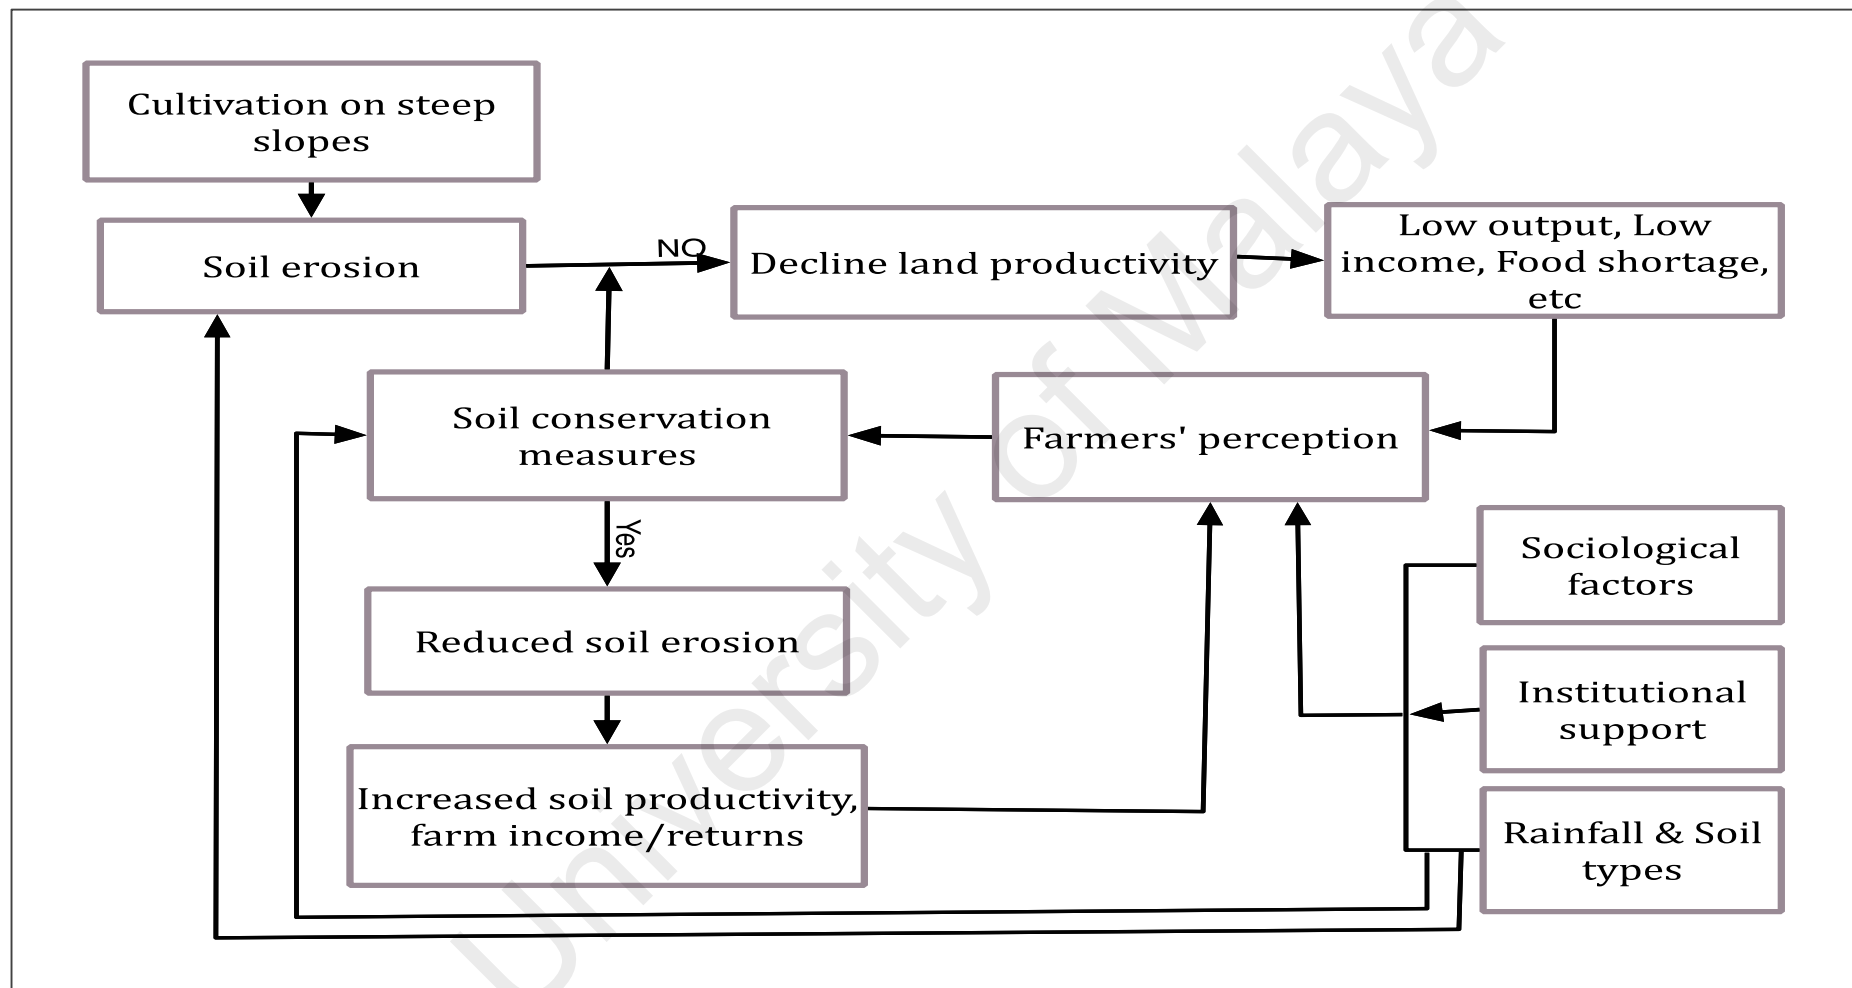 Cultivation on steep
slopes
Soil erosion
NO
Decline land productivity
Low output, Low
income, Food shortage,
etc
Soil conservation
measures
Farmers' perception
Yes
Sociological
factors
Reduced soil erosion
Institutional
support
Increased soil productivity,
farm income/returns
Rainfall & Soil
types
University of Malaya